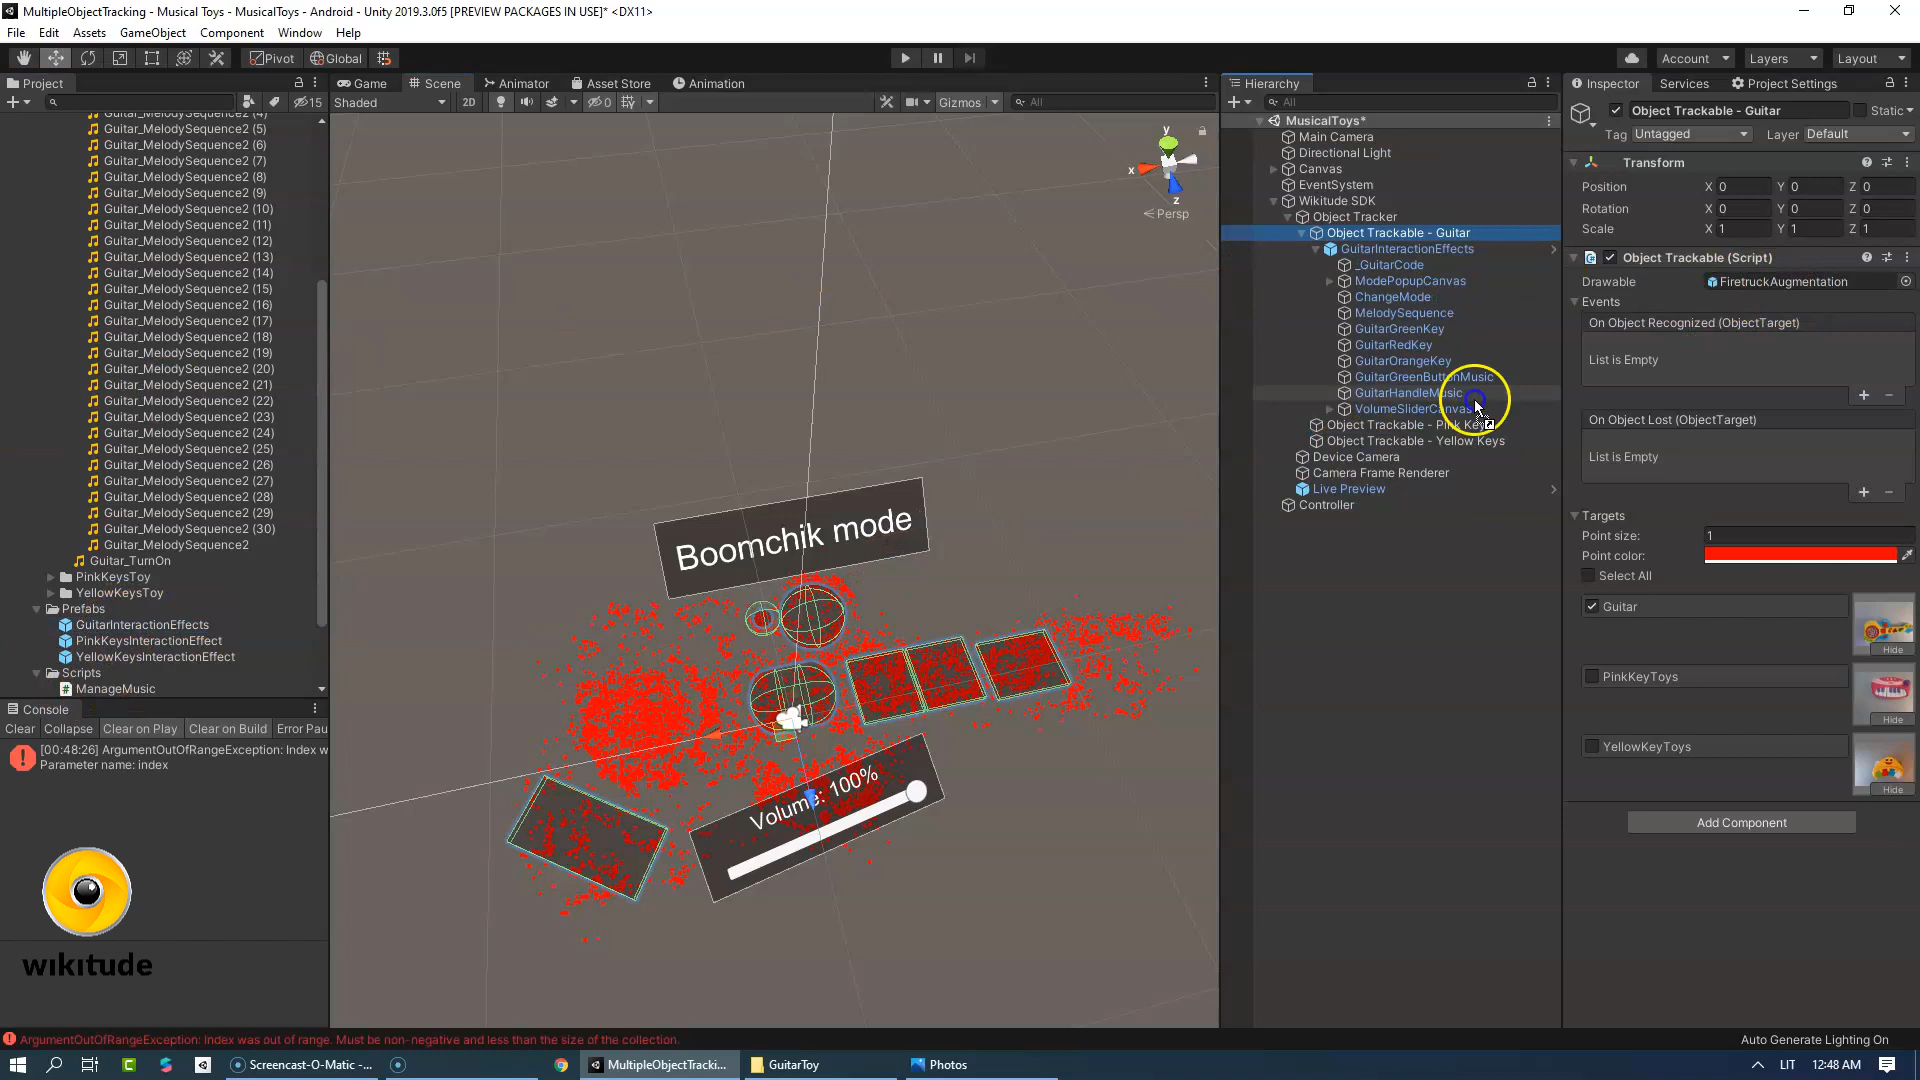 MultipleObjectTracking - Musical Toys - MusicalToys - Android - Unity 2019.3.0f5 [PREVIEW PACKAGES IN USE]* <DX11>
File Edit Assets GameObject Component Window Help
Pivot Global Account Layers Layout
Project
15
Guitar_MelodySequence2 (4)
Guitar_MelodySequence2 (5)
Guitar_MelodySequence2 (6)
Guitar_MelodySequence2 (7)
Guitar_MelodySequence2 (8)
Guitar_MelodySequence2 (9)
Guitar_MelodySequence2 (10)
Guitar_MelodySequence2 (11)
Guitar_MelodySequence2 (12)
Guitar_MelodySequence2 (13)
Guitar_MelodySequence2 (14)
Guitar_MelodySequence2 (15)
Guitar_MelodySequence2 (16)
Guitar_MelodySequence2 (17)
Guitar_MelodySequence2 (18)
Guitar_MelodySequence2 (19)
Guitar_MelodySequence2 (20)
Guitar_MelodySequence2 (21)
Guitar_MelodySequence2 (22)
Guitar_MelodySequence2 (23)
Guitar_MelodySequence2 (24)
Guitar_MelodySequence2 (25)
Guitar_MelodySequence2 (26)
Guitar_MelodySequence2 (27)
Guitar_MelodySequence2 (28)
Guitar_MelodySequence2 (29)
Guitar_MelodySequence2 (30)
Guitar_MelodySequence2
Guitar_TurnOn
PinkKeysToy
YellowKeysToy
Prefabs
GuitarInteractionEffects
PinkKeysInteractionEffect
YellowKeysInteractionEffect
Scripts
ManageMusic
Console
Clear Collapse Clear on Play Clear on Build Error Pau
[00:48:26] ArgumentOutOfRangeException: Index w
Parameter name: index
wikitude
Game Scene Animator Asset Store Animation
Shaded 2D 0 Gizmos All
y
x
z
Persp
Boomchik mode
Volume: 100%
Hierarchy
All
MusicalToys*
Main Camera
Directional Light
Canvas
EventSystem
Wikitude SDK
Object Tracker
Object Trackable - Guitar
GuitarInteractionEffects
_GuitarCode
ModePopupCanvas
ChangeMode
MelodySequence
GuitarGreenKey
GuitarRedKey
GuitarOrangeKey
GuitarGreenButtonMusic
GuitarHandleMusic
VolumeSliderCanvas
Object Trackable - Pink Keys
Object Trackable - Yellow Keys
Device Camera
Camera Frame Renderer
Live Preview
Controller
Inspector Services Project Settings
Object Trackable - Guitar Static
Tag Untagged Layer Default
Transform
Position X 0 Y 0 Z 0
Rotation X 0 Y 0 Z 0
Scale X 1 Y 1 Z 1
Object Trackable (Script)
Drawable FiretruckAugmentation
Events
On Object Recognized (ObjectTarget)
List is Empty
On Object Lost (ObjectTarget)
List is Empty
Targets
Point size: 1
Point color:
Select All
Guitar
Hide
PinkKeyToys
Hide
YellowKeyToys
Hide
Add Component
ArgumentOutOfRangeException: Index was out of range. Must be non-negative and less than the size of the collection.
Auto Generate Lighting On
Screencast-O-Matic -... MultipleObjectTracki... GuitarToy Photos LIT 12:48 AM